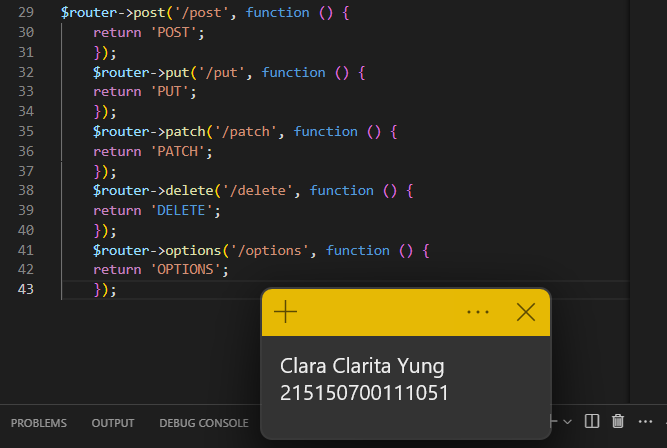 29 $router->post('/post', function () {
30     return 'POST';
31     });
32     $router->put('/put', function () {
33     return 'PUT';
34     });
35     $router->patch('/patch', function () {
36     return 'PATCH';
37     });
38     $router->delete('/delete', function () {
39     return 'DELETE';
40     });
41     $router->options('/options', function () {
42     return 'OPTIONS';
43     });
Clara Clarita Yung
215150700111051
PROBLEMS OUTPUT DEBUG CONSOLE